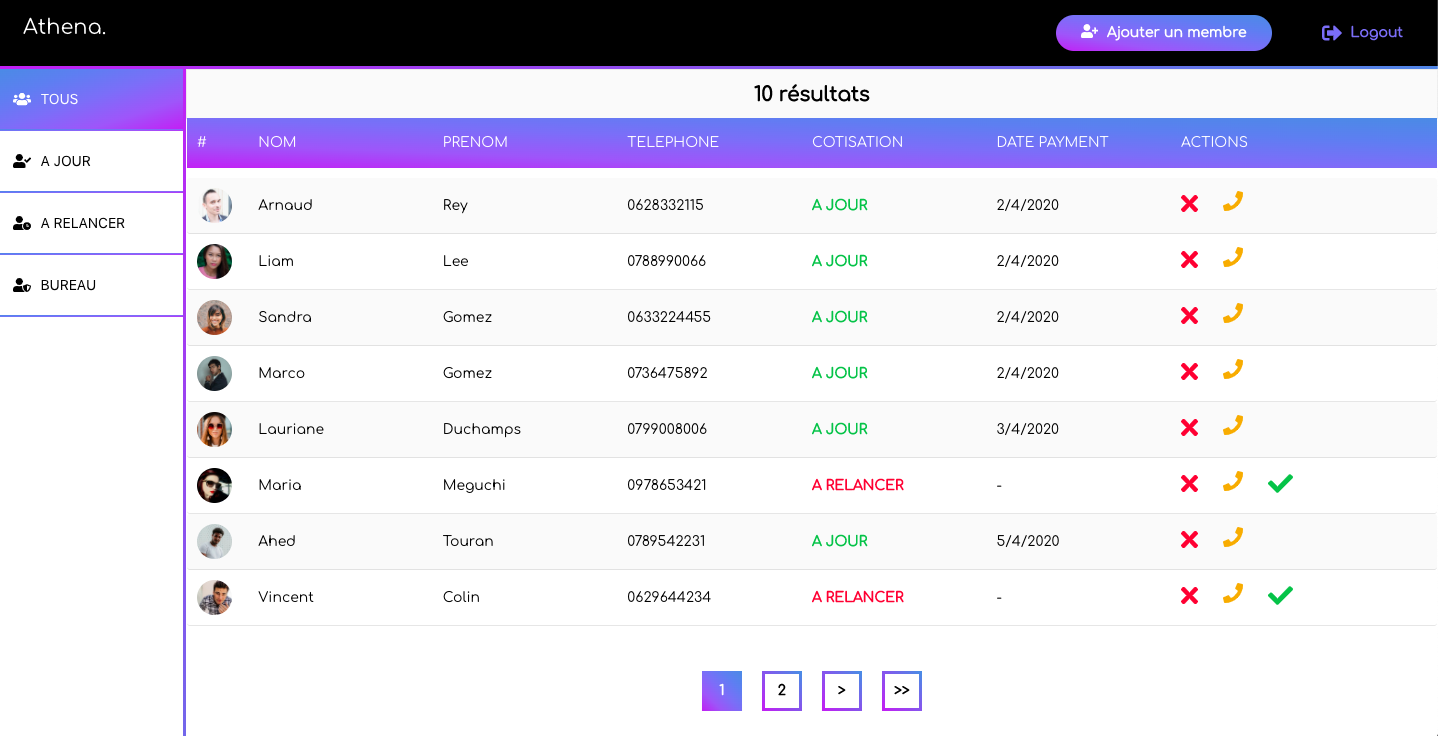 Athena.
Ajouter un membre
Logout
TOUS
A JOUR
A RELANCER
BUREAU
10 résultats
# NOM PRENOM TELEPHONE COTISATION DATE PAYMENT ACTIONS
Arnaud Rey 0628332115 A JOUR 2/4/2020
Liam Lee 0788990066 A JOUR 2/4/2020
Sandra Gomez 0633224455 A JOUR 2/4/2020
Marco Gomez 0736475892 A JOUR 2/4/2020
Lauriane Duchamps 0799008006 A JOUR 3/4/2020
Maria Meguchi 0978653421 A RELANCER -
Ahed Touran 0789542231 A JOUR 5/4/2020
Vincent Colin 0629644234 A RELANCER -
1 2 > >>